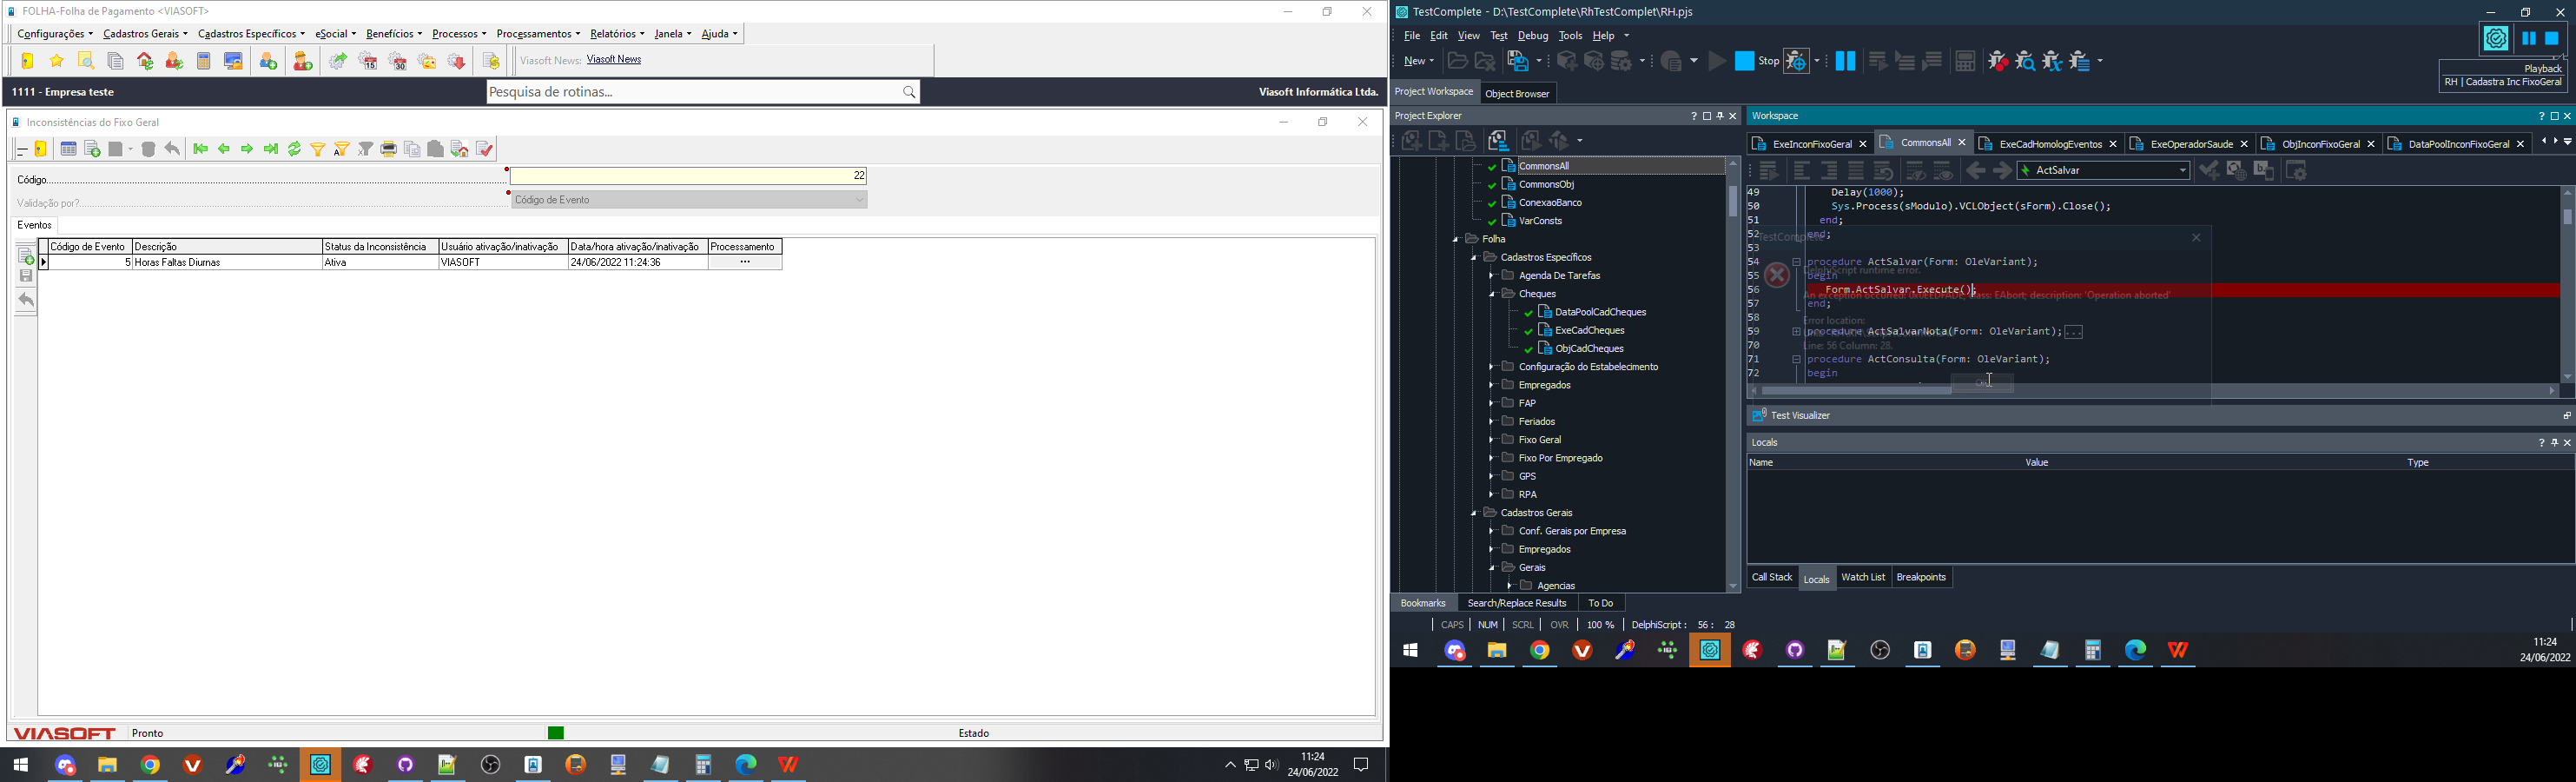 FOLHA-Folha de Pagamento <VIASOFT>
Configurações Cadastros Gerais Cadastros Específicos eSocial Benefícios Processos Processamentos Relatórios Janela Ajuda
Viasoft News: Viasoft News
1111 - Empresa teste
Pesquisa de rotinas...
Viasoft Informática Ltda.
Inconsistências do Fixo Geral
Código
22
Validação por?
Código de Evento
Eventos
Código de Evento Descrição Status da Inconsistência Usuário ativação/inativação Data/hora ativação/inativação Processamento
5 Horas Faltas Diurnas Ativa VIASOFT 24/06/2022 11:24:36 ...
VIASOFT Pronto Estado
11:24
24/06/2022
TestComplete - D:\TestComplete\RhTestComplet\RH.pjs
File Edit View Test Debug Tools Help
New Stop
Playback
RH | Cadastra Inc FixoGeral
Project Workspace Object Browser
Project Explorer
CommonsAll
CommonsObj
ConexaoBanco
VarConsts
Folha
Cadastros Específicos
Agenda De Tarefas
Cheques
DataPoolCadCheques
ExeCadCheques
ObjCadCheques
Configuração do Estabelecimento
Empregados
FAP
Feriados
Fixo Geral
Fixo Por Empregado
GPS
RPA
Cadastros Gerais
Conf. Gerais por Empresa
Empregados
Gerais
Agencias
Bookmarks Search/Replace Results To Do
Workspace
ExeInconFixoGeral CommonsAll ExeCadHomologEventos ExeOperadorSaude ObjInconFixoGeral DataPoolInconFixoGeral
ActSalvar
49 Delay(1000);
50 Sys.Process(sModulo).VCLObject(sForm).Close();
51 end;
52 end;
53
54 procedure ActSalvar(Form: OleVariant);
55 begin
56 Form.ActSalvar.Execute();
57 end;
58
59 procedure ActSalvarNota(Form: OleVariant);...
70
71 procedure ActConsulta(Form: OleVariant);
72 begin
TestComplete
DelphiScript runtime error.
An exception occurred: 0x0EEDFADE; class: EAbort; description: 'Operation aborted'
Error location:
Line: 56 Column: 28.
Test Visualizer
Locals
Name Value Type
Call Stack Locals Watch List Breakpoints
CAPS NUM SCRL OVR 100 % DelphiScript : 56 : 28
11:24
24/06/2022